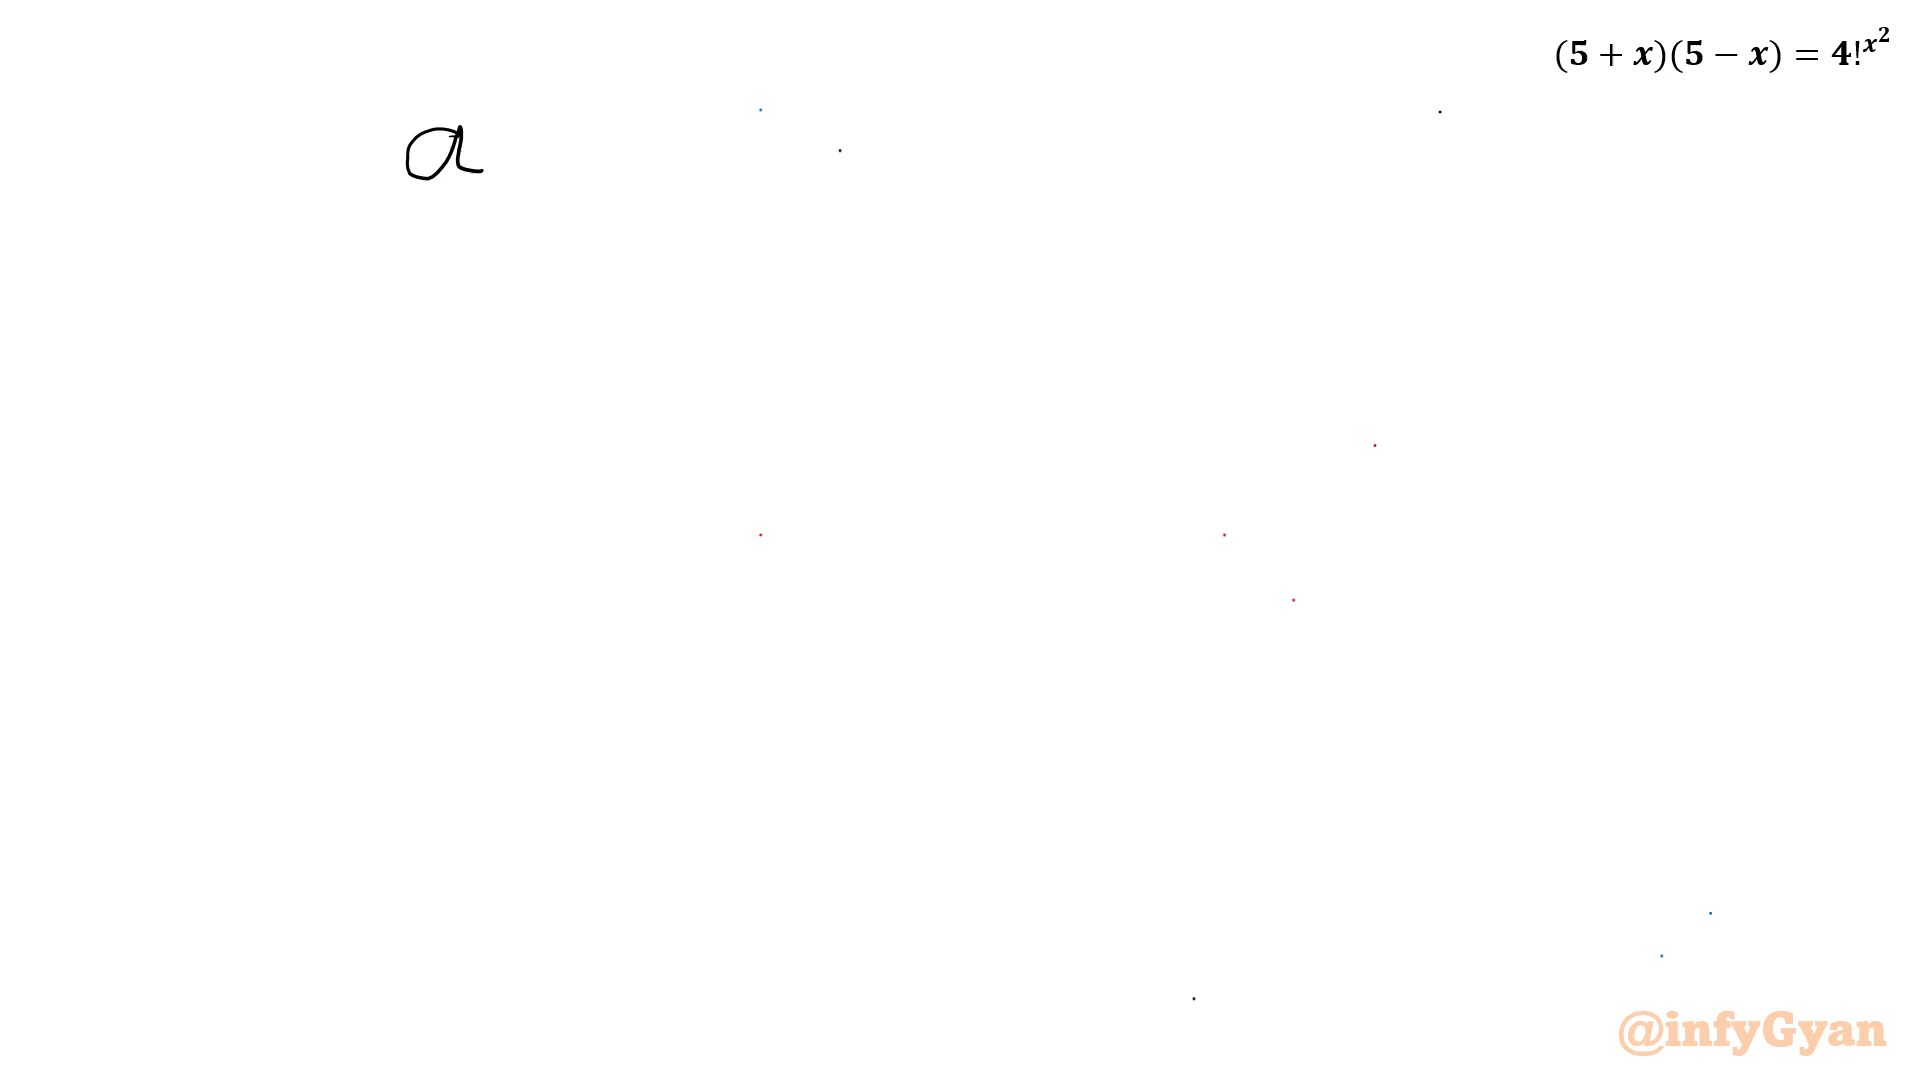 (5 + x)(5 − x) = 4!^{x^2}
a
@infyGyan